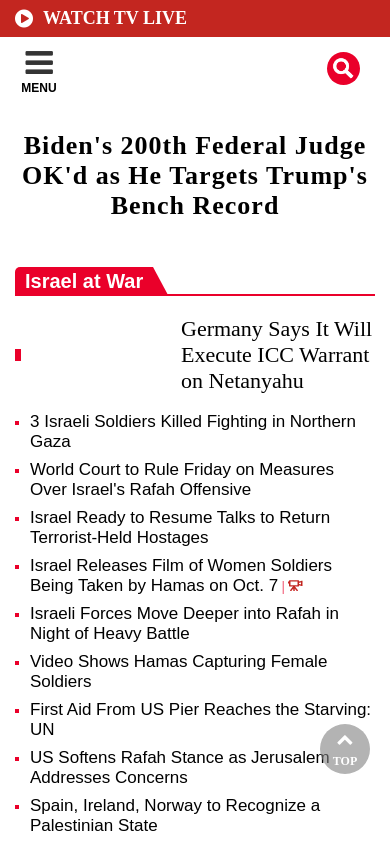 WATCH TV LIVE
MENU
Biden's 200th Federal Judge
OK'd as He Targets Trump's
Bench Record
Israel at War
Germany Says It Will
Execute ICC Warrant
on Netanyahu
3 Israeli Soldiers Killed Fighting in Northern
Gaza
World Court to Rule Friday on Measures
Over Israel's Rafah Offensive
Israel Ready to Resume Talks to Return
Terrorist-Held Hostages
Israel Releases Film of Women Soldiers
Being Taken by Hamas on Oct. 7 |
Israeli Forces Move Deeper into Rafah in
Night of Heavy Battle
Video Shows Hamas Capturing Female
Soldiers
First Aid From US Pier Reaches the Starving:
UN
US Softens Rafah Stance as Jerusalem
Addresses Concerns
TOP
Spain, Ireland, Norway to Recognize a
Palestinian State